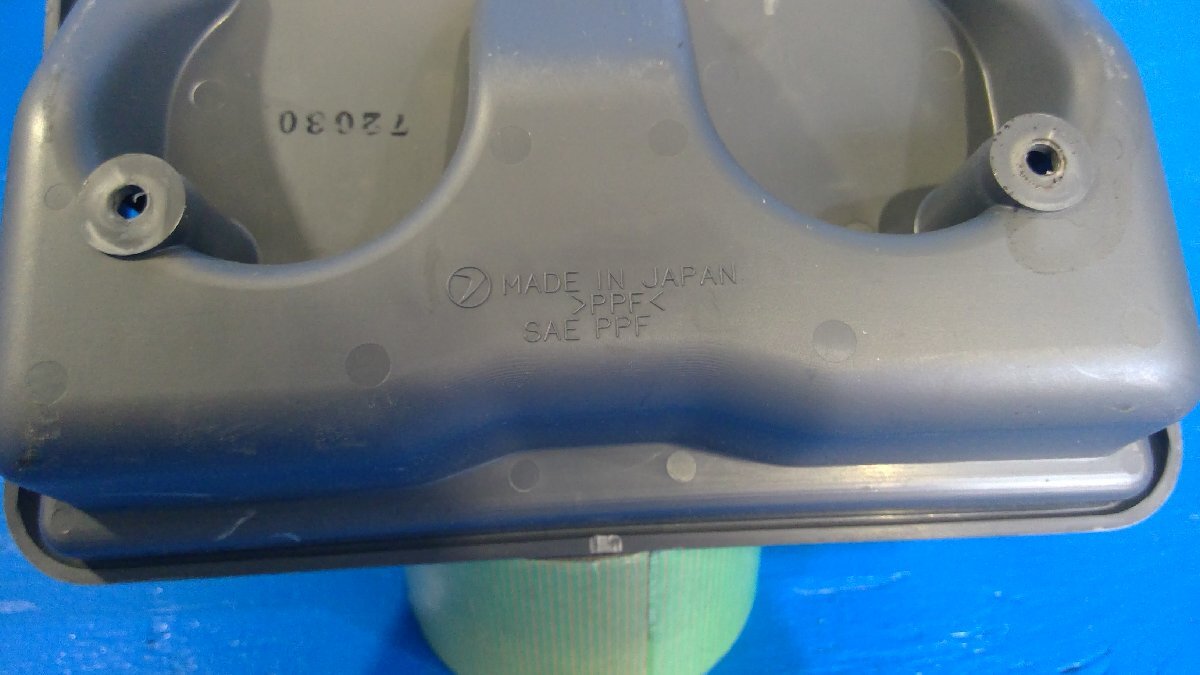 72030
MADE IN JAPAN
>PPF<
SAE PPF